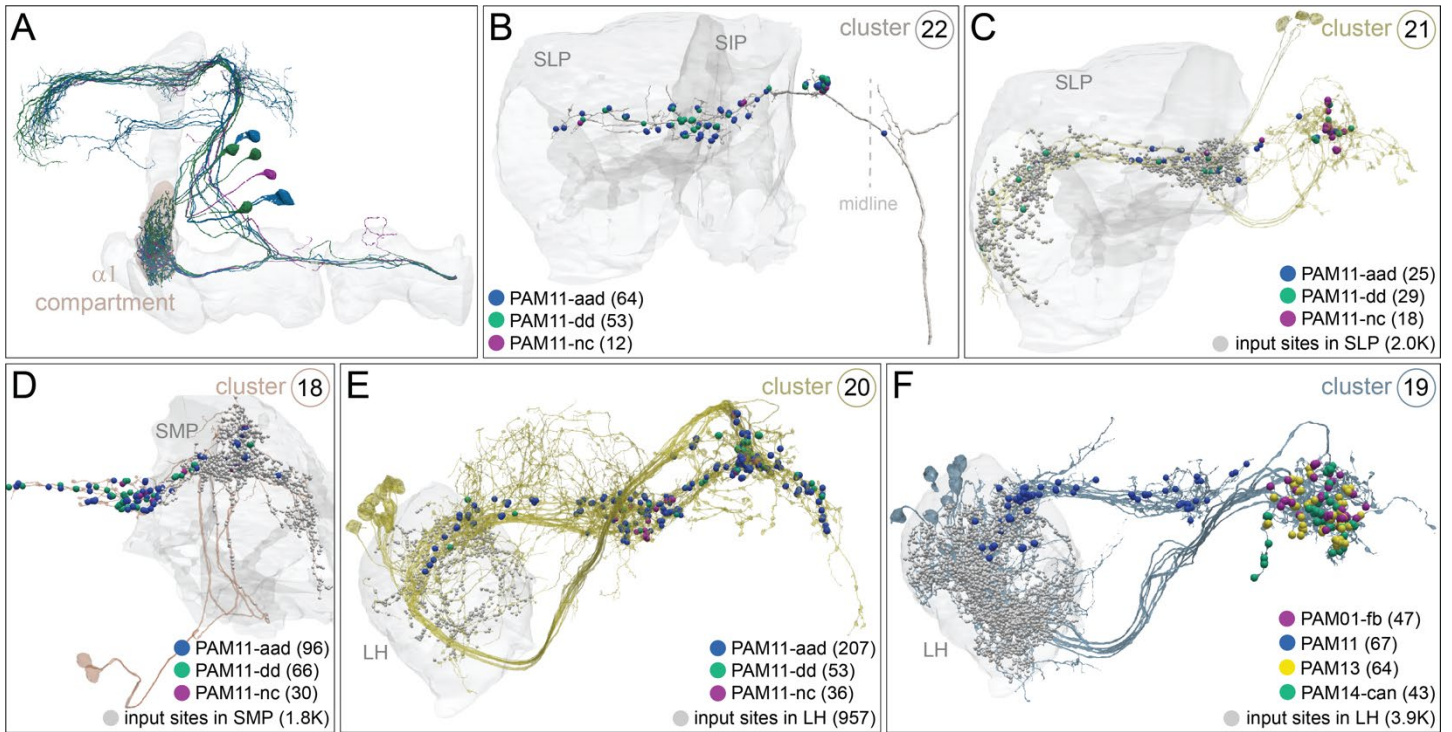 A
α1
compartment
B
cluster 22
SLP
SIP
midline
PAM11-aad (64)
PAM11-dd (53)
PAM11-nc (12)
C
cluster 21
SLP
PAM11-aad (25)
PAM11-dd (29)
PAM11-nc (18)
input sites in SLP (2.0K)
D
cluster 18
SMP
PAM11-aad (96)
PAM11-dd (66)
PAM11-nc (30)
input sites in SMP (1.8K)
E
cluster 20
LH
PAM11-aad (207)
PAM11-dd (53)
PAM11-nc (36)
input sites in LH (957)
F
cluster 19
LH
PAM01-fb (47)
PAM11 (67)
PAM13 (64)
PAM14-can (43)
input sites in LH (3.9K)